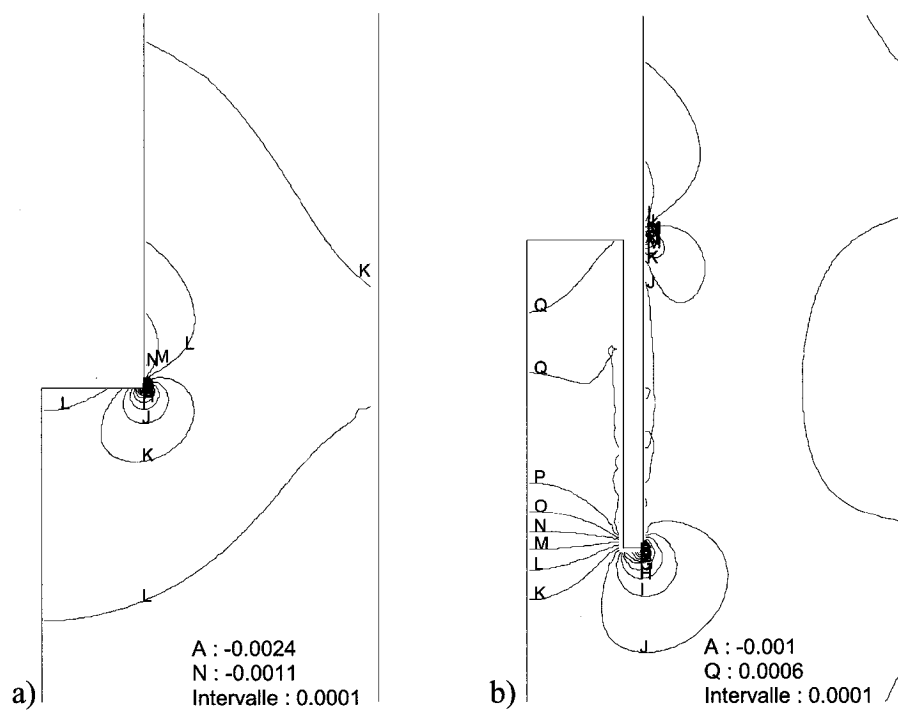 K
N M L
L
J
K
L
A : -0.0024
N : -0.0011
Intervalle : 0.0001
a)
K
J
Q
Q
P
O
N
M
L
K
I
J
A : -0.001
Q : 0.0006
Intervalle : 0.0001
b)